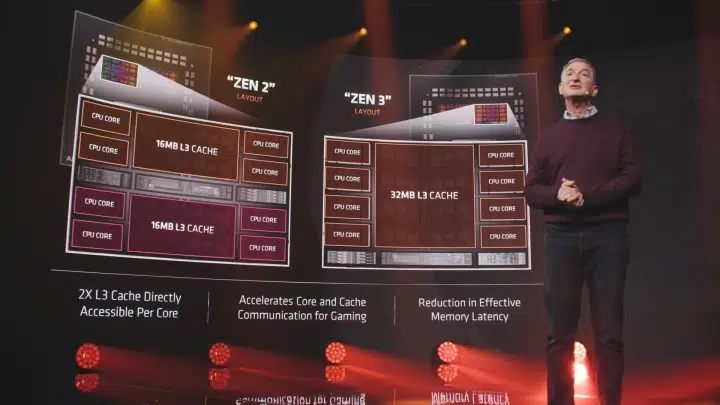 "ZEN 2"
LAYOUT
CPU CORE
CPU CORE
16MB L3 CACHE
CPU CORE
CPU CORE
CPU CORE
CPU CORE
16MB L3 CACHE
CPU CORE
CPU CORE
"ZEN 3"
LAYOUT
CPU CORE
CPU CORE
CPU CORE
CPU CORE
32MB L3 CACHE
CPU CORE
CPU CORE
CPU CORE
CPU CORE
2X L3 Cache Directly
Accessible Per Core
Accelerates Core and Cache
Communication for Gaming
Reduction in Effective
Memory Latency